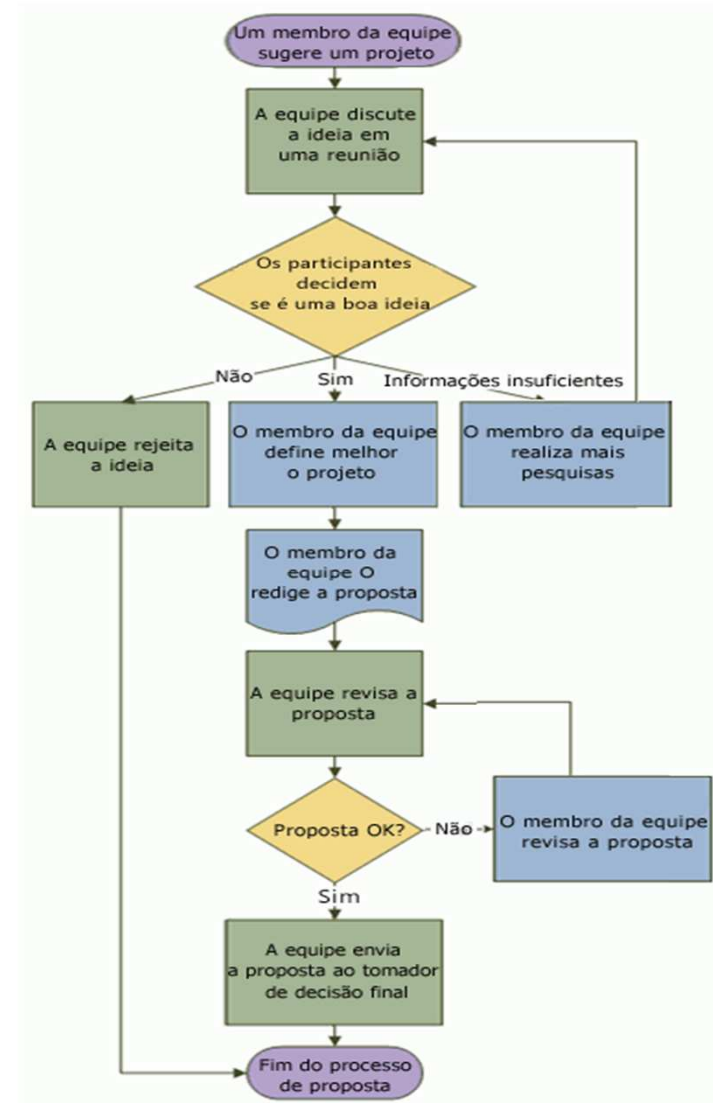 Um membro da equipe
sugere um projeto
A equipe discute
a ideia em
uma reunião
Os participantes
decidem
se é uma boa ideia
Não
Sim
Informações insuficientes
A equipe rejeita
a ideia
O membro da equipe
define melhor
o projeto
O membro da equipe
realiza mais
pesquisas
O membro da
equipe O
redige a proposta
A equipe revisa a
proposta
Proposta OK?
Não
O membro da equipe
revisa a proposta
Sim
A equipe envia
a proposta ao tomador
de decisão final
Fim do processo
de proposta